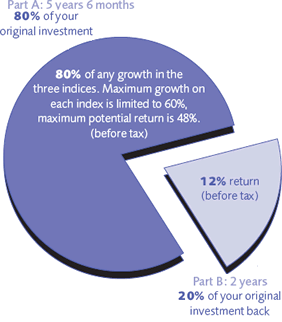 Part A: 5 years 6 months
80% of your
original investment
80% of any growth in the
three indices. Maximum growth on
each index is limited to 60%,
maximum potential return is 48%.
(before tax)
12% return
(before tax)
Part B: 2 years
20% of your original
investment back